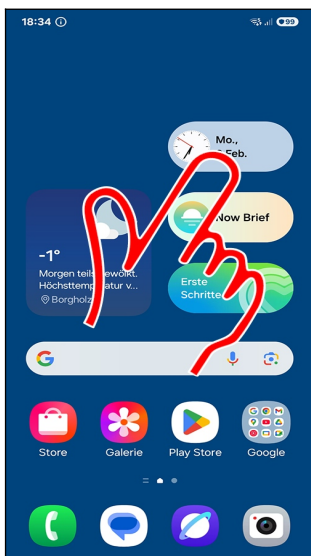 18:34
99
Mo.,
Feb.
Now Brief
-1°
Morgen teils
Höchsttemp
Borgholz
Erste
Schritte
G
Store
Galerie
Play Store
Google